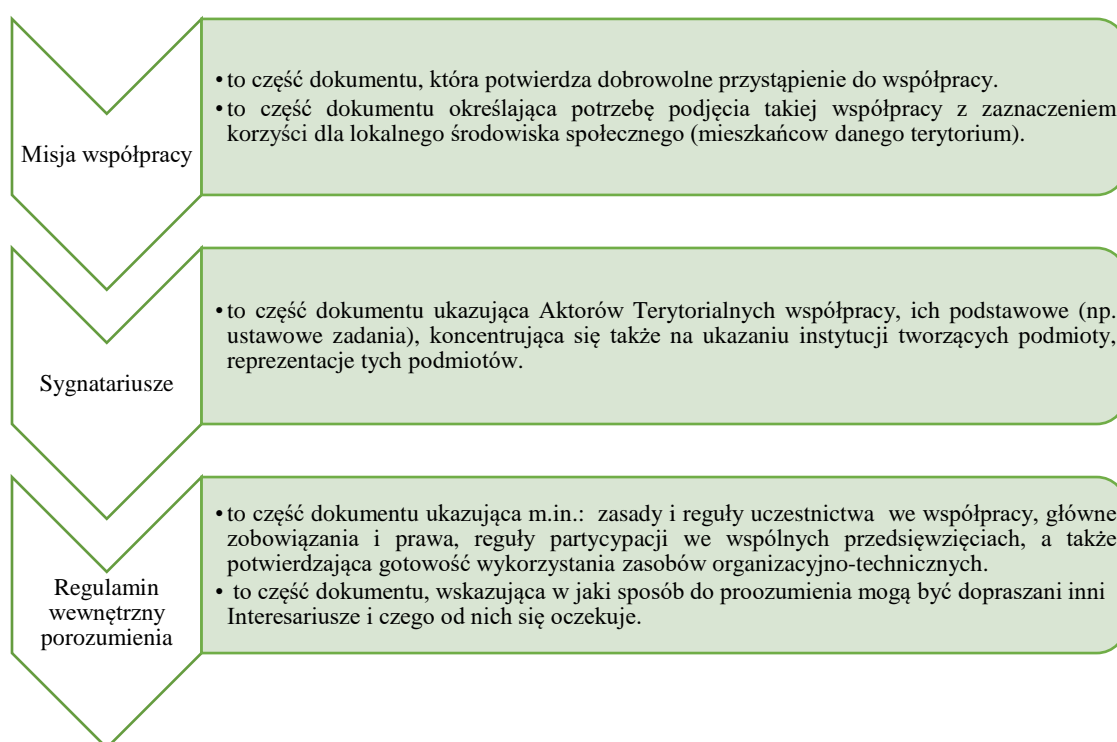 Misja współpracy
• to część dokumentu, która potwierdza dobrowolne przystąpienie do współpracy.
• to część dokumentu określająca potrzebę podjęcia takiej współpracy z zaznaczeniem
korzyści dla lokalnego środowiska społecznego (mieszkańcow danego terytorium).
Sygnatariusze
• to część dokumentu ukazująca Aktorów Terytorialnych współpracy, ich podstawowe (np.
ustawowe zadania), koncentrująca się także na ukazaniu instytucji tworzących podmioty,
reprezentacje tych podmiotów.
Regulamin
wewnętrzny
porozumienia
• to część dokumentu ukazująca m.in.: zasady i reguły uczestnictwa we współpracy, główne
zobowiązania i prawa, reguły partycypacji we wspólnych przedsięwzięciach, a także
potwierdzająca gotowość wykorzystania zasobów organizacyjno-technicznych.
• to część dokumentu, wskazująca w jaki sposób do proozumienia mogą być dopraszani inni
Interesariusze i czego od nich się oczekuje.